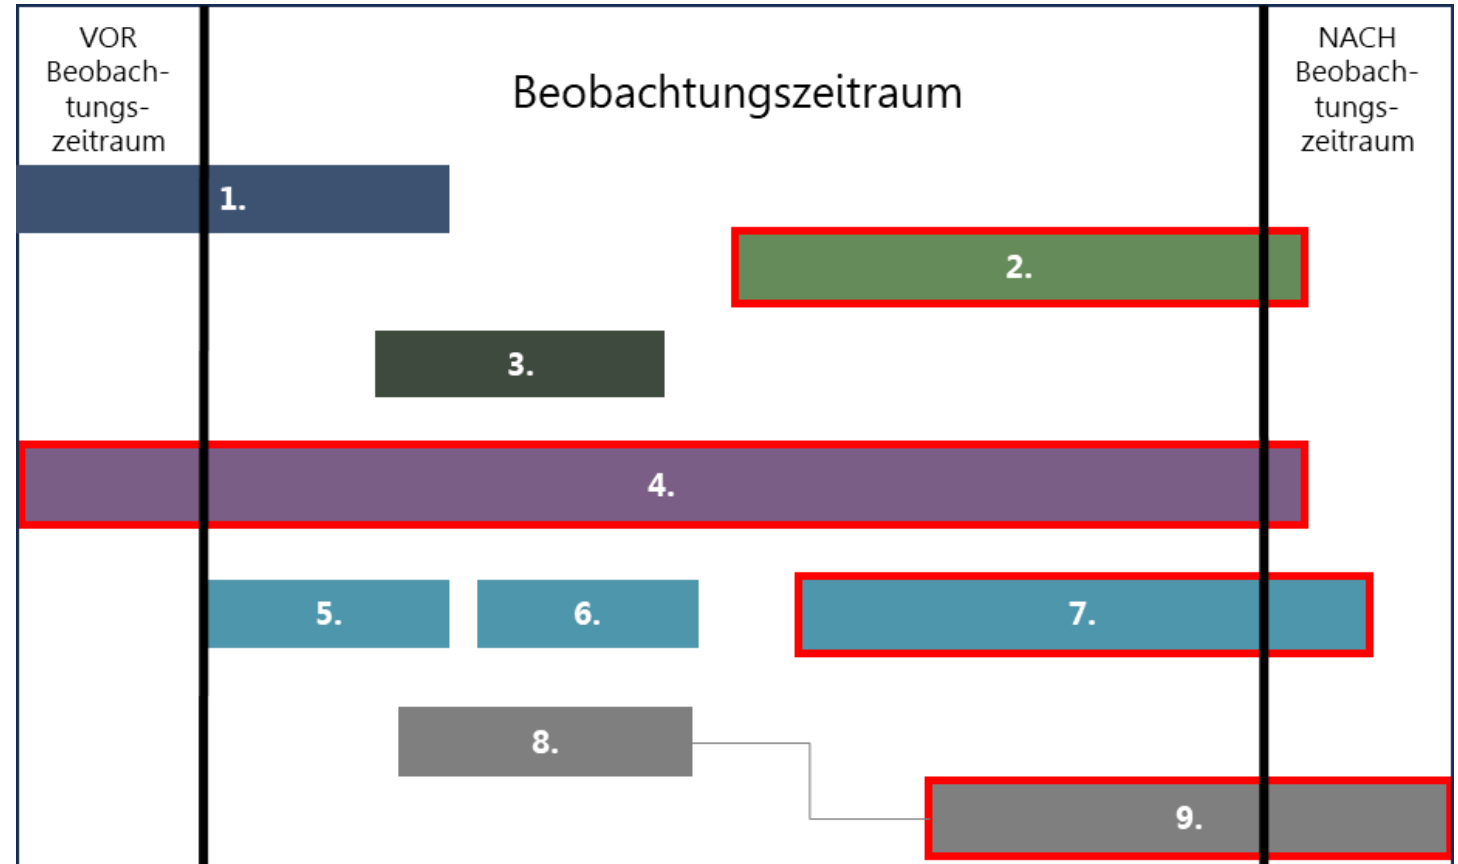 VOR
Beobach-
tungs-
zeitraum
Beobachtungszeitraum
NACH
Beobach-
tungs-
zeitraum
1.
2.
3.
4.
5.
6.
7.
8.
9.